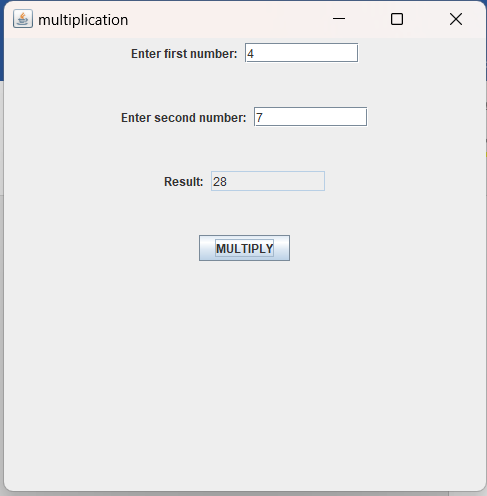 multiplication
Enter first number: 4
Enter second number: 7
Result: 28
MULTIPLY